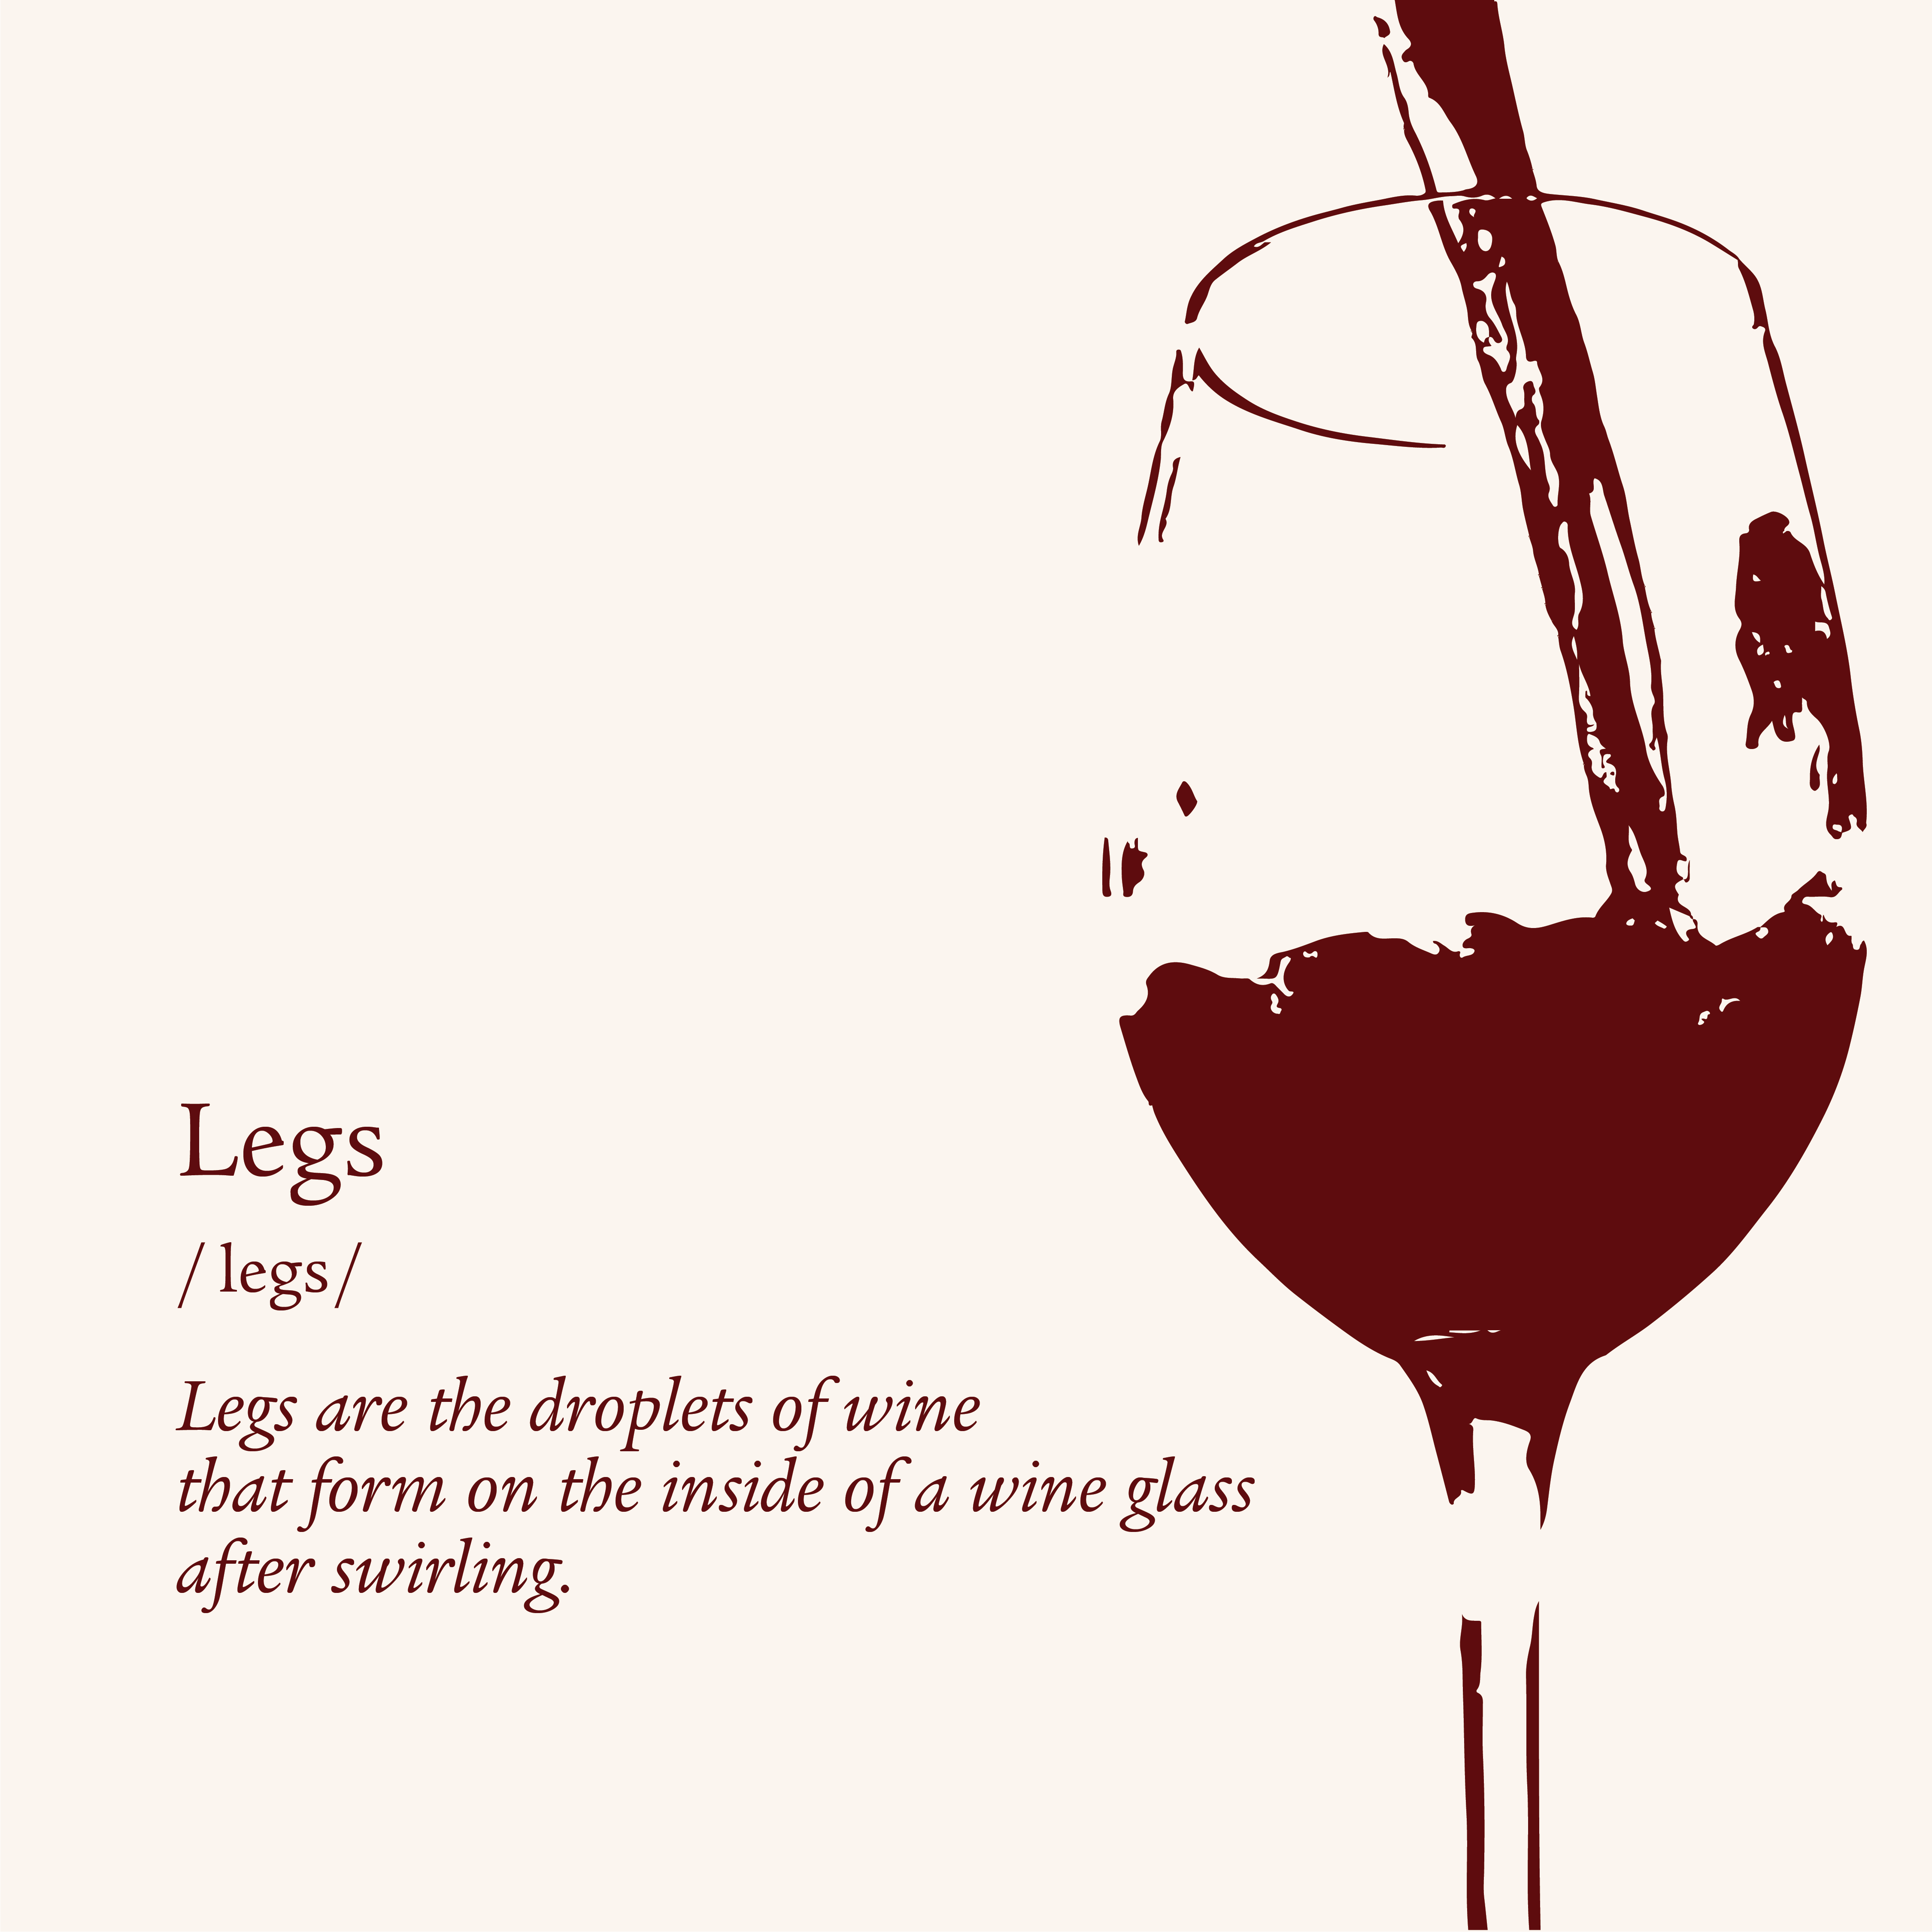 Legs
/ legs /
Legs are the droplets of wine
that form on the inside of a wine glass
after swirling.